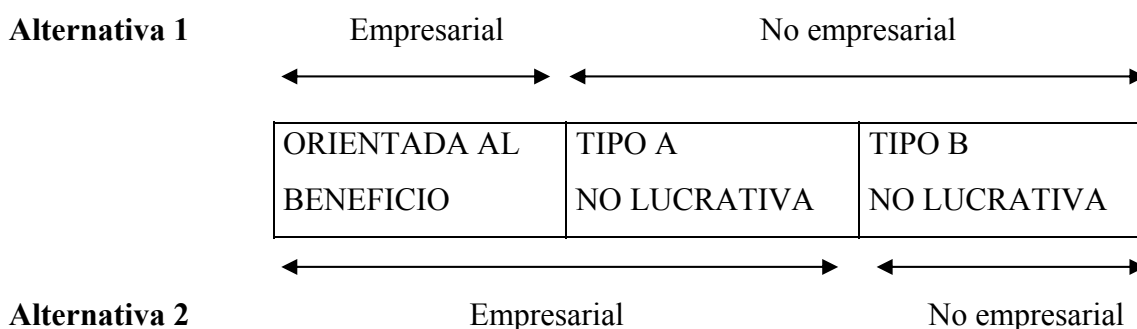 Alternativa 1 Empresarial No empresarial
ORIENTADA AL TIPO A TIPO B
BENEFICIO NO LUCRATIVA NO LUCRATIVA
Alternativa 2 Empresarial No empresarial